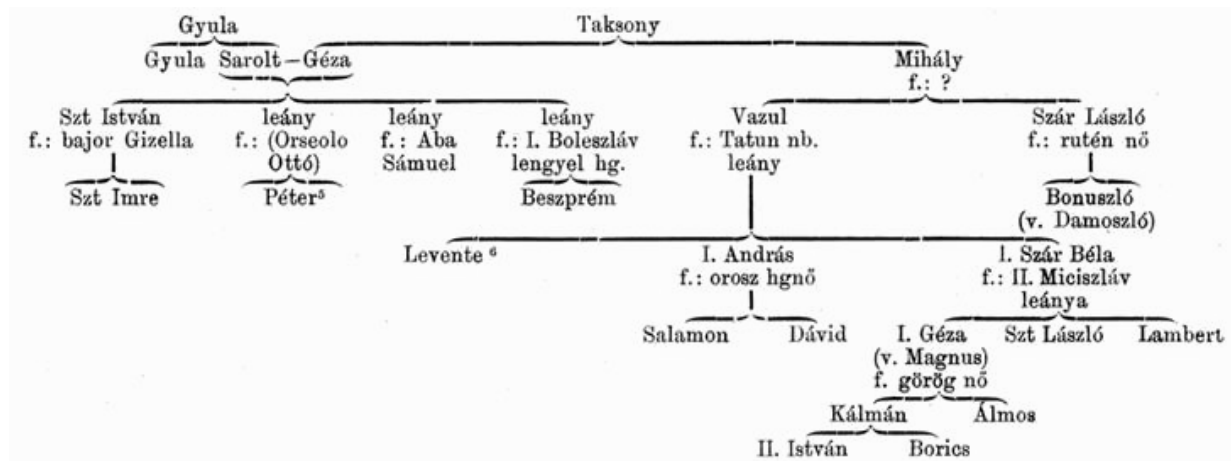 Gyula Taksony
Gyula Sarolt – Géza Mihály
f.: ?
Szt István leány leány leány Vazul Szár László
f.: bajor Gizella f.: (Orseolo f.: Aba f.: I. Boleszláv f.: Tatun nb. f.: rutén nő
Ottó) Sámuel lengyel hg. leány
Szt Imre Péter⁵ Beszprém Bonuszló
(v. Damoszló)
Levente ⁶ I. András I. Szár Béla
f.: orosz hgnő f.: II. Miciszláv
leánya
Salamon Dávid I. Géza Szt László Lambert
(v. Magnus)
f. görög nő
Kálmán Álmos
II. István Borics